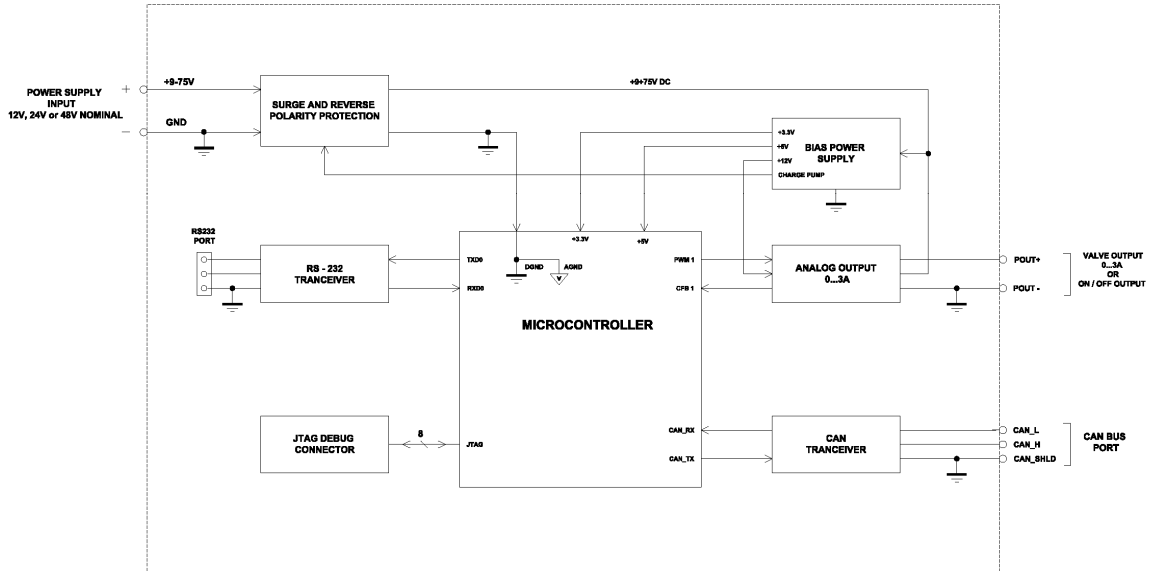 POWER SUPPLY
INPUT
12V, 24V or 48V NOMINAL
+
−
+9-75V
GND
SURGE AND REVERSE
POLARITY PROTECTION
+9+75V DC
+3.3V
+5V
+12V
CHARGE PUMP
BIAS POWER
SUPPLY
RS232
PORT
RS - 232
TRANCEIVER
TXD0
RXD0
DGND
AGND
+3.3V
+5V
MICROCONTROLLER
PWM 1
CFB 1
ANALOG OUTPUT
0...3A
POUT+
POUT -
VALVE OUTPUT
0...3A
OR
ON / OFF OUTPUT
JTAG DEBUG
CONNECTOR
8
JTAG
CAN_RX
CAN_TX
CAN
TRANCEIVER
CAN_L
CAN_H
CAN_SHLD
CAN BUS
PORT